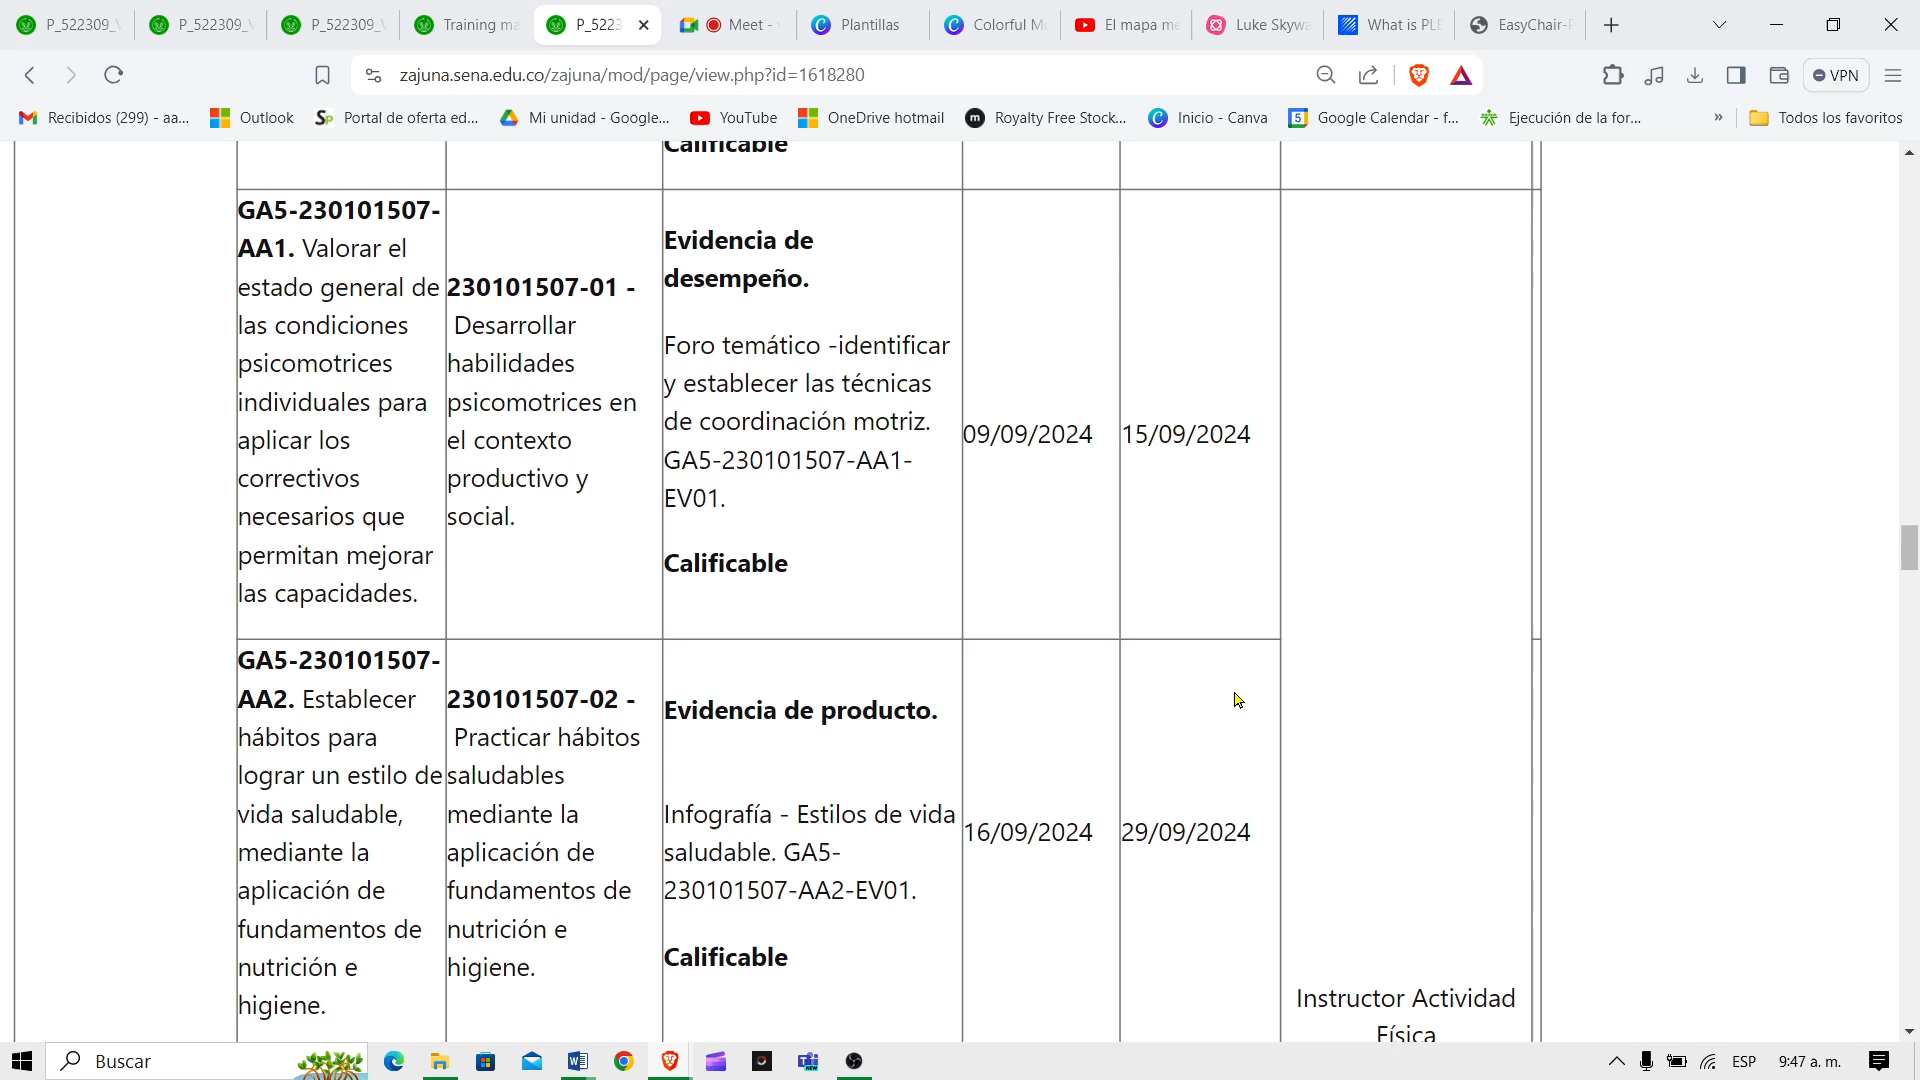 P_522309_\
P_522309_\
P_522309_\
Training ma
P_5223
Meet -
Plantillas
Colorful Mo
El mapa me
Luke Skywa
What is PLE
EasyChair-P
zajuna.sena.edu.co/zajuna/mod/page/view.php?id=1618280
VPN
Recibidos (299) - aa...
Outlook
Portal de oferta ed...
Mi unidad - Google...
YouTube
OneDrive hotmail
Royalty Free Stock...
Inicio - Canva
Google Calendar - f...
Ejecución de la for...
»
Todos los favoritos
Calificable
GA5-230101507-
AA1. Valorar el
estado general de
las condiciones
psicomotrices
individuales para
aplicar los
correctivos
necesarios que
permitan mejorar
las capacidades.
230101507-01 -
Desarrollar
habilidades
psicomotrices en
el contexto
productivo y
social.
Evidencia de
desempeño.
Foro temático -identificar
y establecer las técnicas
de coordinación motriz.
GA5-230101507-AA1-
EV01.
Calificable
09/09/2024
15/09/2024
GA5-230101507-
AA2. Establecer
hábitos para
lograr un estilo de
vida saludable,
mediante la
aplicación de
fundamentos de
nutrición e
higiene.
230101507-02 -
Practicar hábitos
saludables
mediante la
aplicación de
fundamentos de
nutrición e
higiene.
Evidencia de producto.
Infografía - Estilos de vida
saludable. GA5-
230101507-AA2-EV01.
Calificable
16/09/2024
29/09/2024
Instructor Actividad
Física
Buscar
ESP
9:47 a. m.